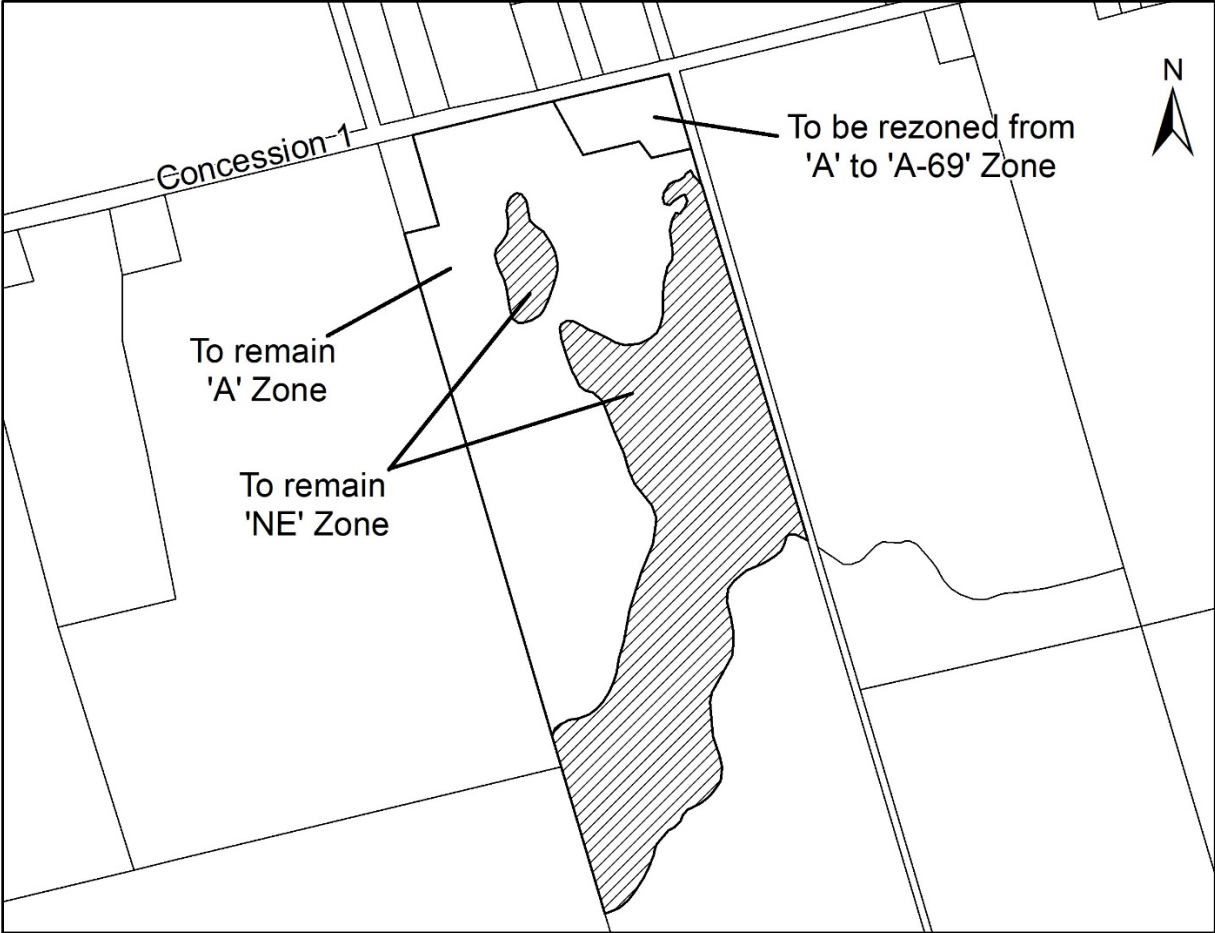 N
To be rezoned from
'A' to 'A-69' Zone
Concession 1
To remain
'A' Zone
To remain
'NE' Zone